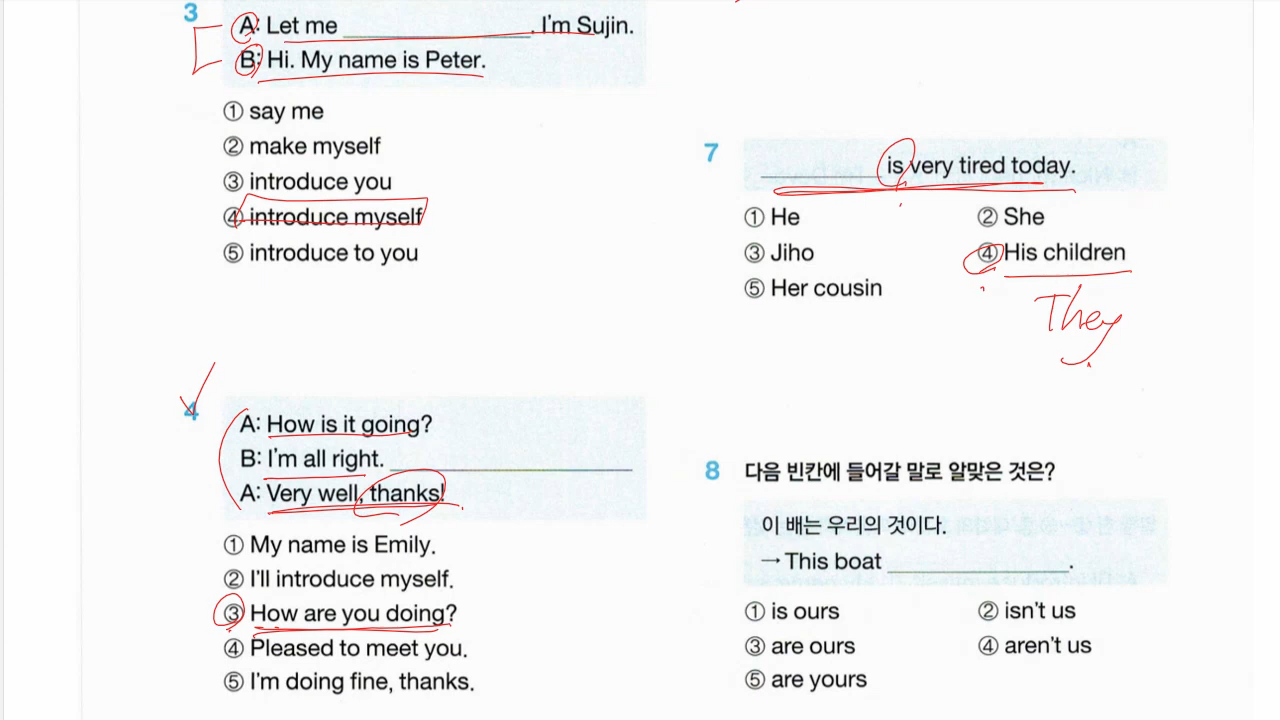 3
A: Let me ____________. I'm Sujin.
B: Hi. My name is Peter.
① say me
② make myself
③ introduce you
④ introduce myself
⑤ introduce to you
4
A: How is it going?
B: I'm all right. ____________
A: Very well, thanks!
① My name is Emily.
② I'll introduce myself.
③ How are you doing?
④ Pleased to meet you.
⑤ I'm doing fine, thanks.
7
____________ is very tired today.
① He
② She
③ Jiho
④ His children
⑤ Her cousin
They
8 다음 빈칸에 들어갈 말로 알맞은 것은?
이 배는 우리의 것이다.
→ This boat ____________.
① is ours
② isn't us
③ are ours
④ aren't us
⑤ are yours